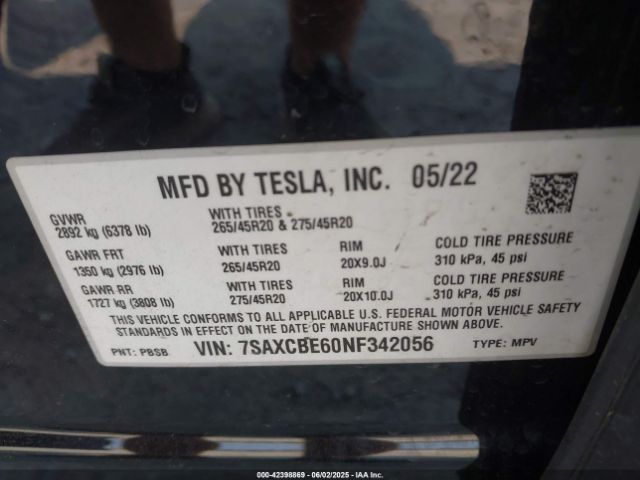 MFD BY TESLA, INC. 05/22
GVWR
2892 kg (6378 lb)
WITH TIRES
265/45R20 & 275/45R20
GAWR FRT
1350 kg (2976 lb)
WITH TIRES
265/45R20
RIM
20X9.0J
COLD TIRE PRESSURE
310 kPa, 45 psi
GAWR RR
1727 kg (3808 lb)
WITH TIRES
275/45R20
RIM
20X10.0J
COLD TIRE PRESSURE
310 kPa, 45 psi
THIS VEHICLE CONFORMS TO ALL APPLICABLE U.S. FEDERAL MOTOR VEHICLE SAFETY
STANDARDS IN EFFECT ON THE DATE OF MANUFACTURE SHOWN ABOVE.
PNT: PBSB VIN: 7SAXCBE60NF342056 TYPE: MPV
00-42398869 | 06/02/2025 - IAA Inc.